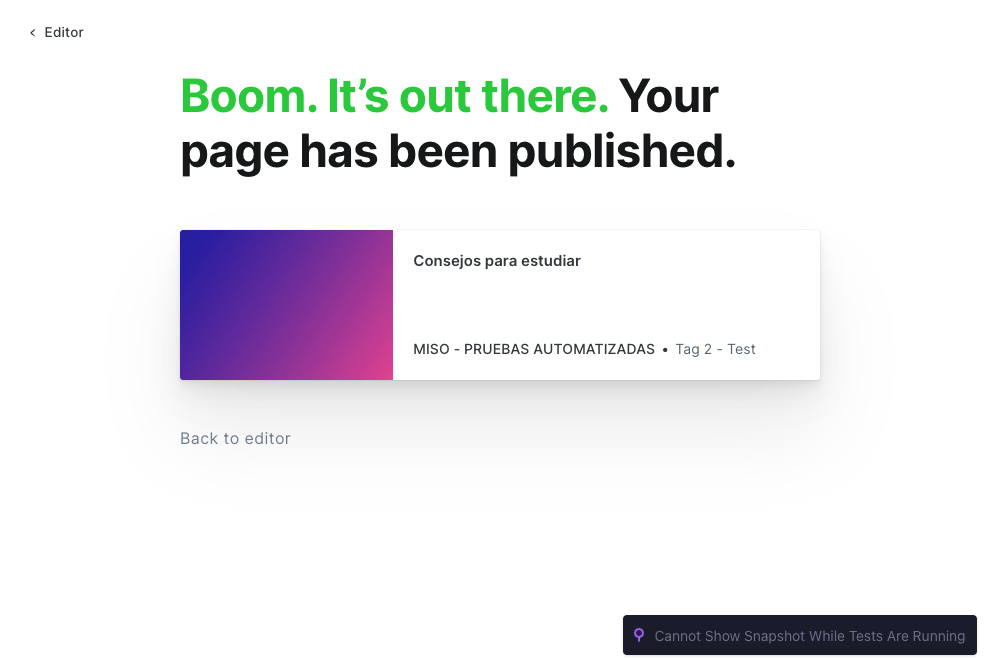 Editor
Boom. It’s out there. Your
page has been published.
Consejos para estudiar
MISO - PRUEBAS AUTOMATIZADAS • Tag 2 - Test
Back to editor
Cannot Show Snapshot While Tests Are Running